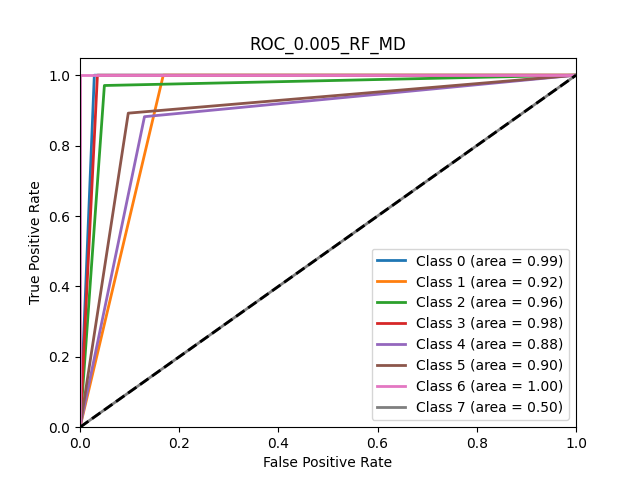 ROC_0.005_RF_MD
1.0
0.8
0.6
0.4
0.2
0.0
True Positive Rate
Class 0 (area = 0.99)
Class 1 (area = 0.92)
Class 2 (area = 0.96)
Class 3 (area = 0.98)
Class 4 (area = 0.88)
Class 5 (area = 0.90)
Class 6 (area = 1.00)
Class 7 (area = 0.50)
0.0 0.2 0.4 0.6 0.8 1.0
False Positive Rate